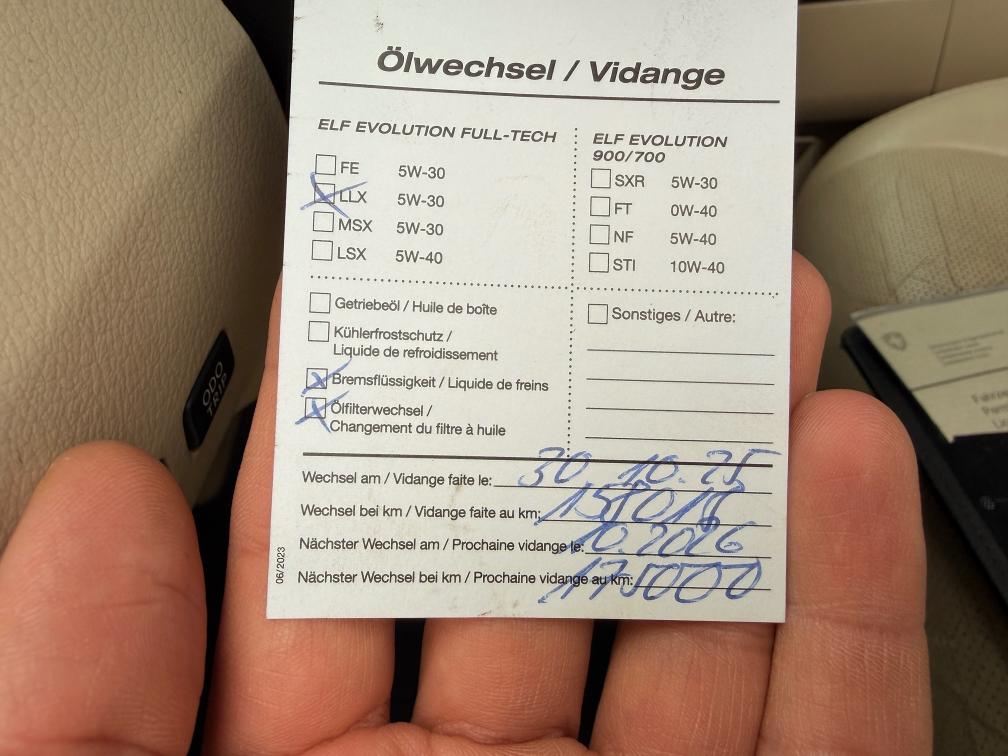 Ölwechsel / Vidange
ELF EVOLUTION FULL-TECH
FE 5W-30
LLX 5W-30
MSX 5W-30
LSX 5W-40
ELF EVOLUTION
900/700
SXR 5W-30
FT 0W-40
NF 5W-40
STI 10W-40
Getriebeöl / Huile de boîte
Kühlerfrostschutz /
Liquide de refroidissement
Bremsflüssigkeit / Liquide de freins
Ölfilterwechsel /
Changement du filtre à huile
Sonstiges / Autre:
Wechsel am / Vidange faite le: 30.10.25
Wechsel bei km / Vidange faite au km:
Nächster Wechsel am / Prochaine vidange le: 10.2026
Nächster Wechsel bei km / Prochaine vidange au km: 175000
06/2023
ODO
TRIP